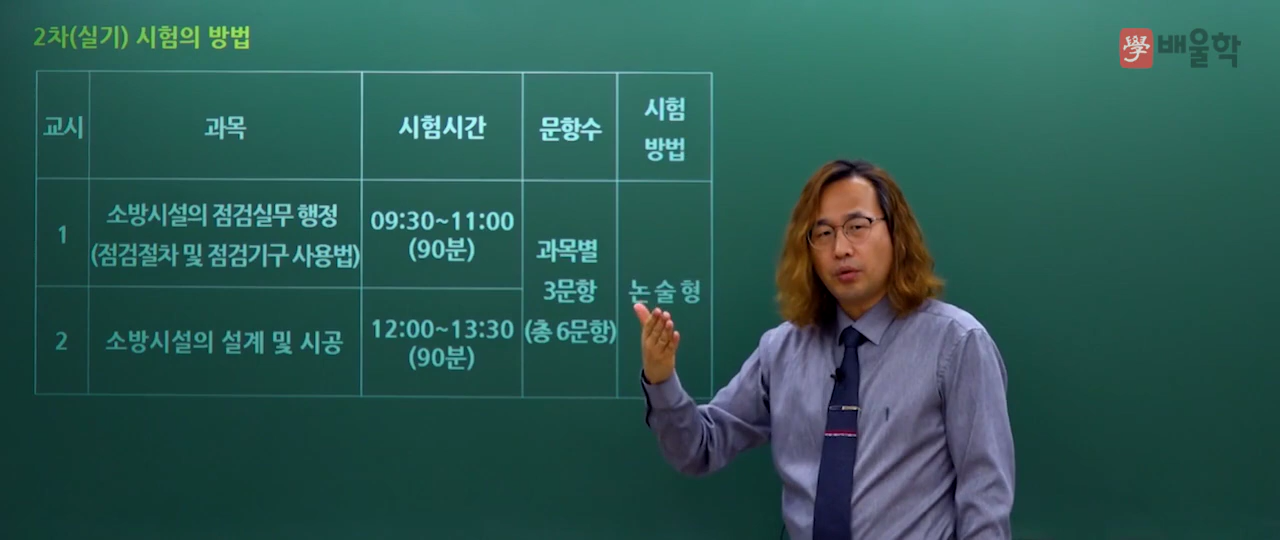 2차(실기) 시험의 방법
學 배울학
교시
과목
시험시간
문항수
시험
방법
1
소방시설의 점검실무 행정
(점검절차 및 점검기구 사용법)
09:30~11:00
(90분)
과목별
3문항
(총 6문항)
논 술 형
2
소방시설의 설계 및 시공
12:00~13:30
(90분)